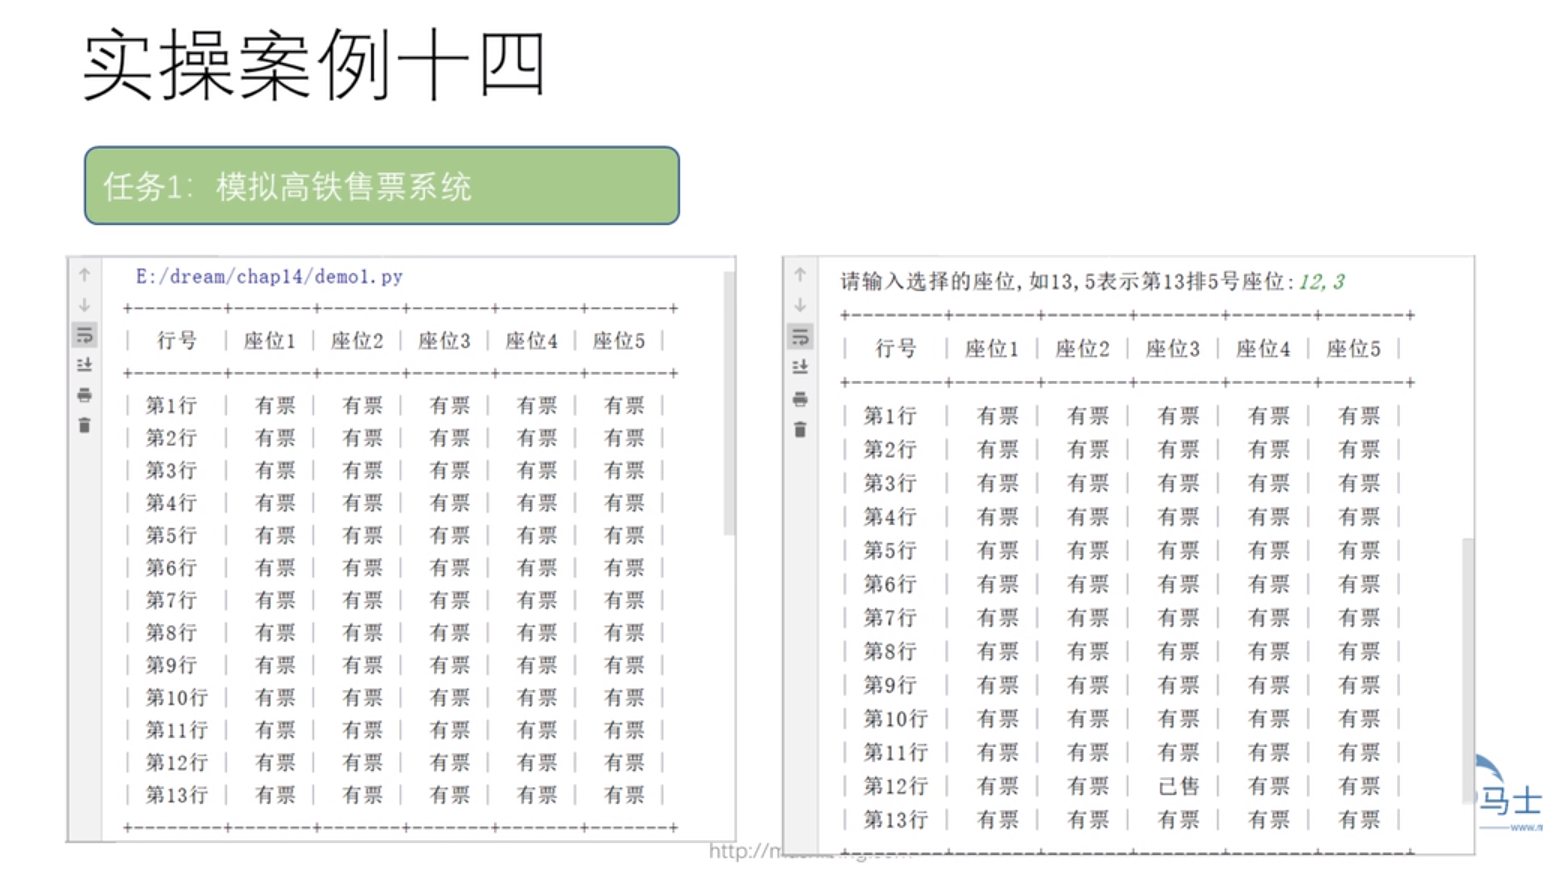 实操案例十四
任务1：模拟高铁售票系统
E:/dream/chap14/demo1.py
行号 座位1 座位2 座位3 座位4 座位5
第1行 有票 有票 有票 有票 有票
第2行 有票 有票 有票 有票 有票
第3行 有票 有票 有票 有票 有票
第4行 有票 有票 有票 有票 有票
第5行 有票 有票 有票 有票 有票
第6行 有票 有票 有票 有票 有票
第7行 有票 有票 有票 有票 有票
第8行 有票 有票 有票 有票 有票
第9行 有票 有票 有票 有票 有票
第10行 有票 有票 有票 有票 有票
第11行 有票 有票 有票 有票 有票
第12行 有票 有票 有票 有票 有票
第13行 有票 有票 有票 有票 有票
请输入选择的座位,如13,5表示第13排5号座位:12,3
行号 座位1 座位2 座位3 座位4 座位5
第1行 有票 有票 有票 有票 有票
第2行 有票 有票 有票 有票 有票
第3行 有票 有票 有票 有票 有票
第4行 有票 有票 有票 有票 有票
第5行 有票 有票 有票 有票 有票
第6行 有票 有票 有票 有票 有票
第7行 有票 有票 有票 有票 有票
第8行 有票 有票 有票 有票 有票
第9行 有票 有票 有票 有票 有票
第10行 有票 有票 有票 有票 有票
第11行 有票 有票 有票 有票 有票
第12行 有票 有票 已售 有票 有票
第13行 有票 有票 有票 有票 有票
马士
www.